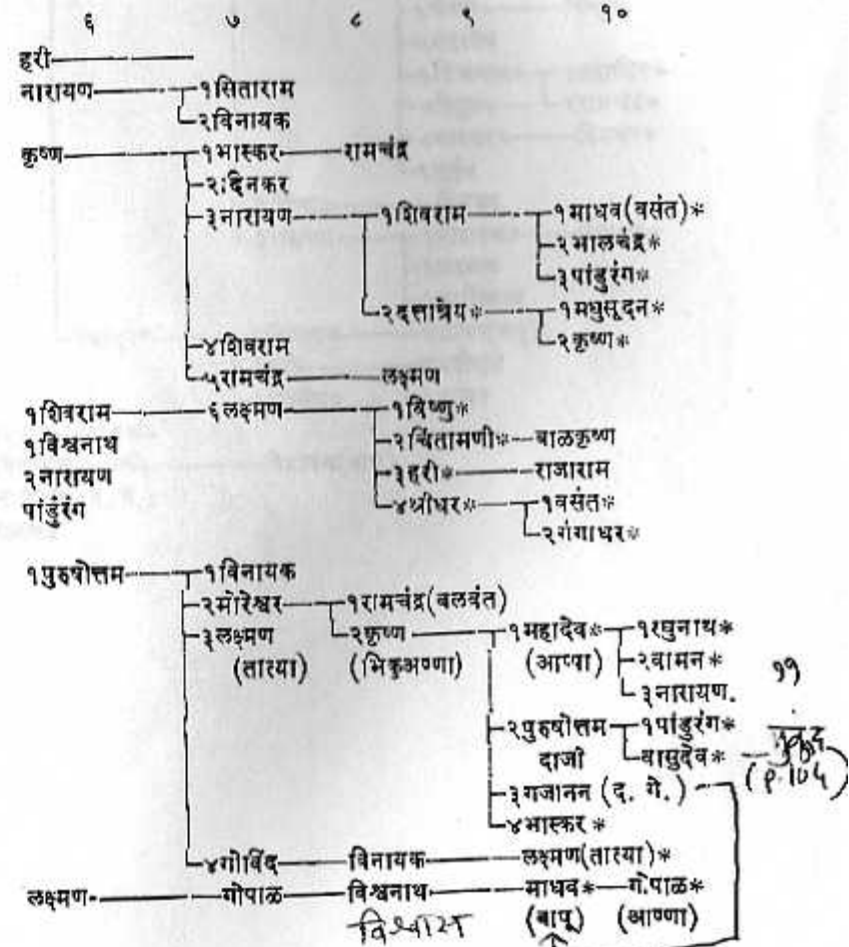 ६ ७ ८ ९ १०
हरी
नारायण १सिताराम
२विनायक
कृष्ण १भास्कर रामचंद्र
२दिनकर
३नारायण १शिवराम १माधव(वसंत)*
२भालचंद्र*
३पांडुरंग*
२दत्तात्रेय* १मधुसूदन*
२कृष्ण*
४शिवराम
५रामचंद्र लक्ष्मण
१शिवराम ६लक्ष्मण १विष्णु*
१विश्वनाथ २चिंतामणी* बाळकृष्ण
२नारायण ३हरी* राजाराम
पांडुंरंग ४श्रीधर* १वसंत*
२गंगाधर*
१पुरुषोत्तम १विनायक
२मोरेश्वर १रामचंद्र(बलवंत)
३लक्ष्मण २कृष्ण १महादेव* १रघुनाथ*
(तात्या) (भिकुअण्णा) (आप्पा) २वामन*
३नारायण. ११
२पुरुषोत्तम १पांडुरंग*
दाजी वासुदेव* (P.104)
३गजानन (द. गे.)
४भास्कर*
४गोविंद विनायक लक्ष्मण(तात्या)*
लक्ष्मण गोपाळ विश्वनाथ माधव* गोपाळ*
विश्वास (बापू) (आण्णा)